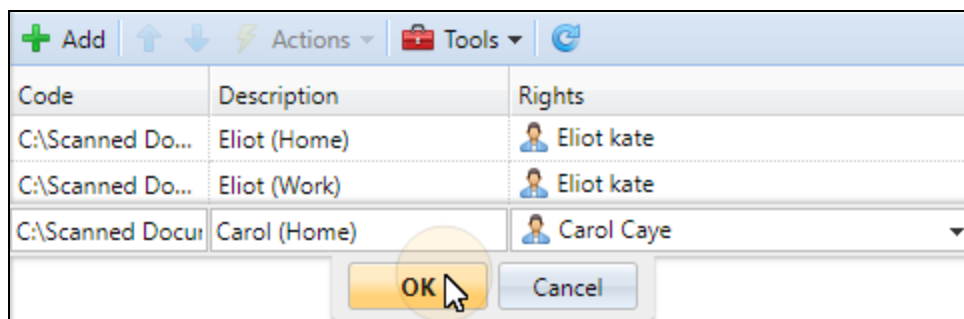 Add Actions Tools
Code Description Rights
C:\Scanned Do... Eliot (Home) Eliot kate
C:\Scanned Do... Eliot (Work) Eliot kate
C:\Scanned Docu Carol (Home) Carol Caye
OK Cancel